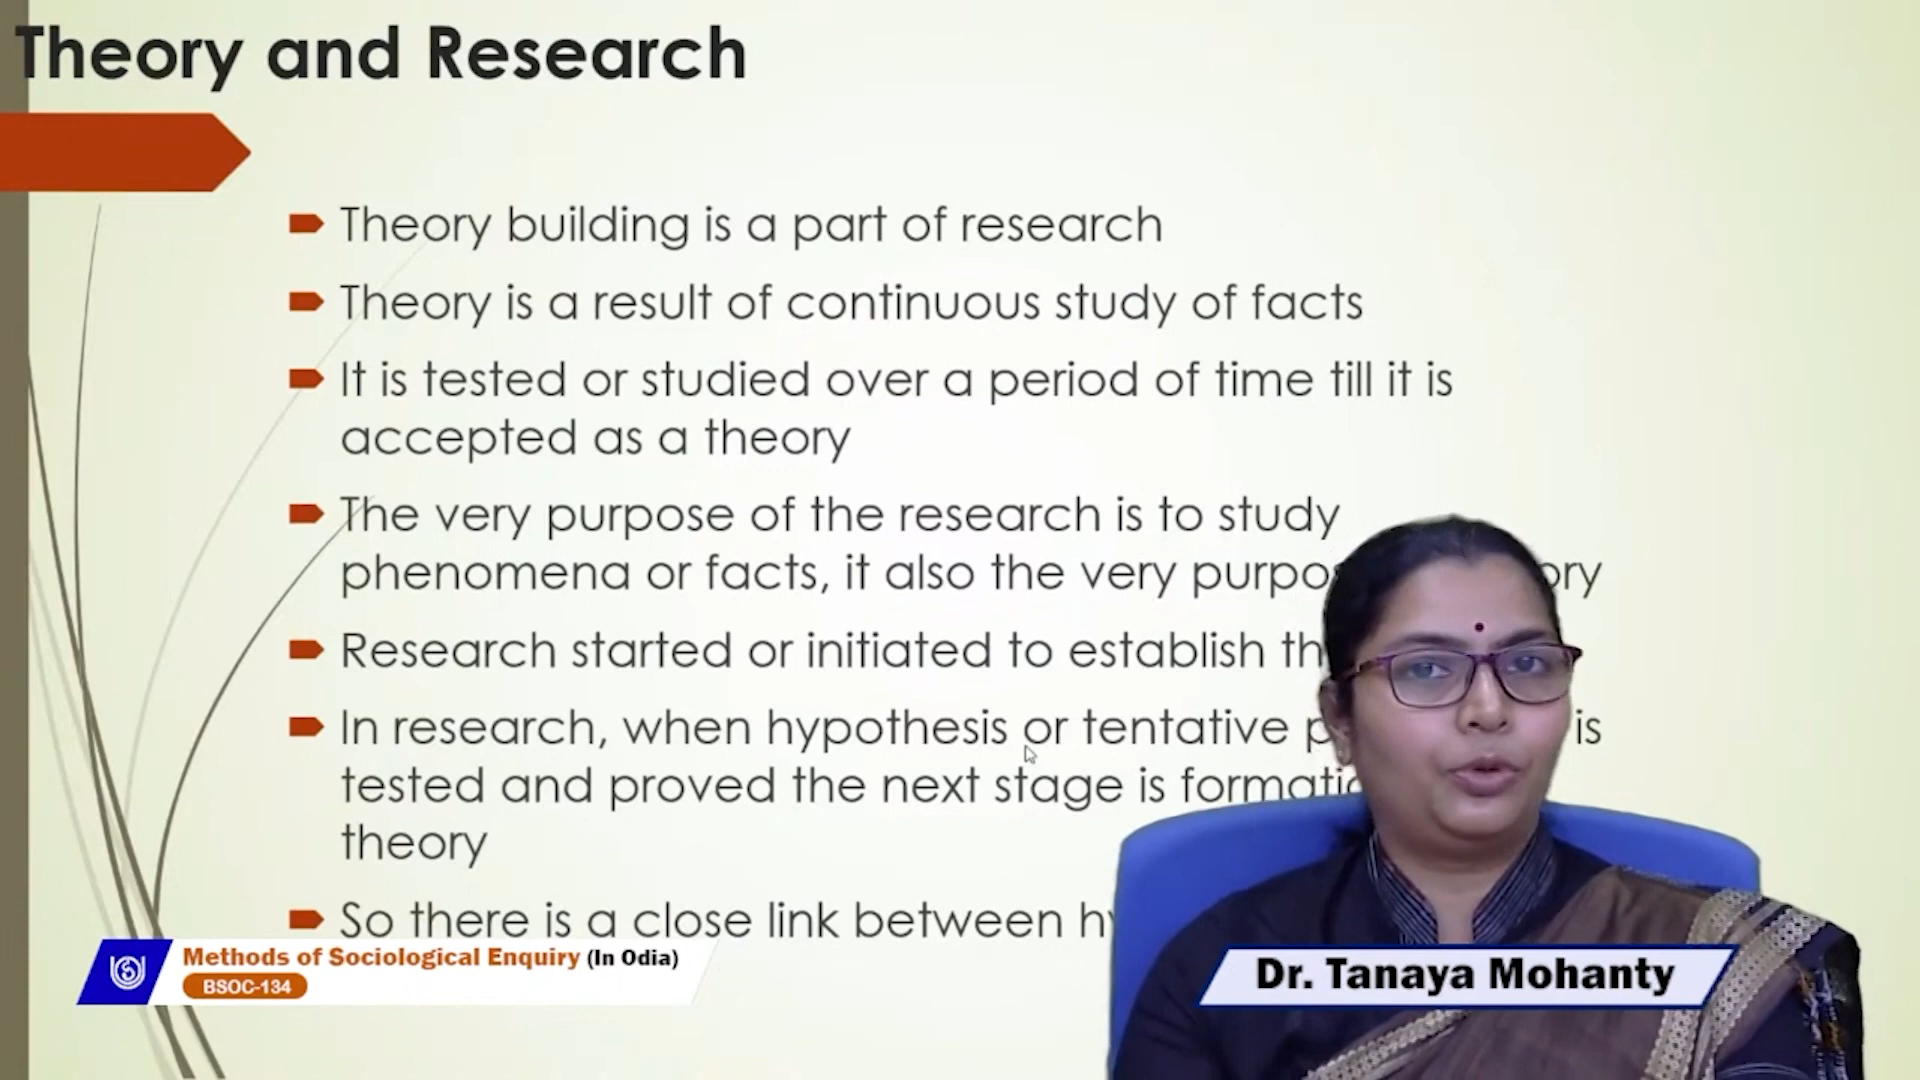 Theory and Research
Theory building is a part of research
Theory is a result of continuous study of facts
It is tested or studied over a period of time till it is
accepted as a theory
The very purpose of the research is to study
phenomena or facts, it also the very
Research started or initiated to establish
In research, when hypothesis or tentative is
tested and proved the next stage is
theory
So there is a close link between
Methods of Sociological Enquiry (In Odia)
BSOC-134
Dr. Tanaya Mohanty